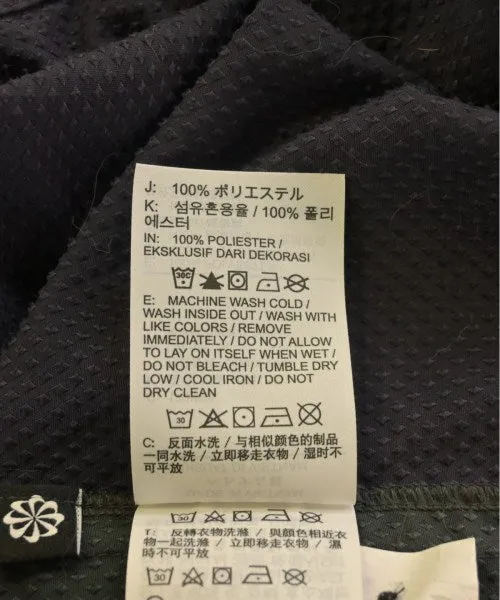 J: 100% ポリエステル
K: 섬유혼용율 / 100% 폴리
에스터
IN: 100% POLIESTER /
EKSKLUSIF DARI DEKORASI
30C
E: MACHINE WASH COLD /
WASH INSIDE OUT / WASH WITH
LIKE COLORS / REMOVE
IMMEDIATELY / DO NOT ALLOW
TO LAY ON ITSELF WHEN WET /
DO NOT BLEACH / TUMBLE DRY
LOW / COOL IRON / DO NOT
DRY CLEAN
30
C: 反面水洗 / 与相似颜色的制品
一同水洗 / 立即移走衣物 / 湿时不
可平放
30
T: 反轉衣物洗滌 / 與顏色相近衣
物一起洗滌 / 立即移走衣物 / 濕
時不可平放
30